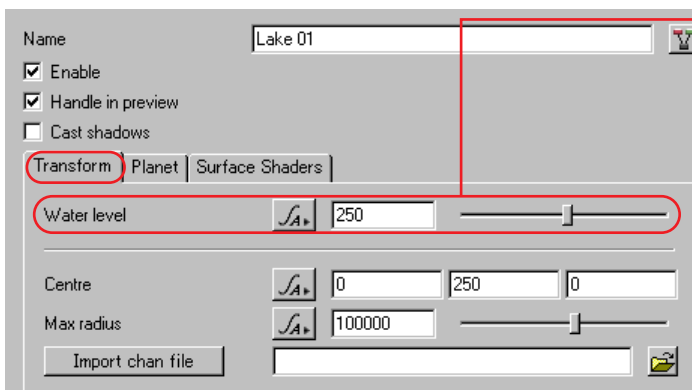 Name Lake 01
Enable
Handle in preview
Cast shadows
Transform Planet Surface Shaders
Water level 250
Centre 0 250 0
Max radius 100000
Import chan file